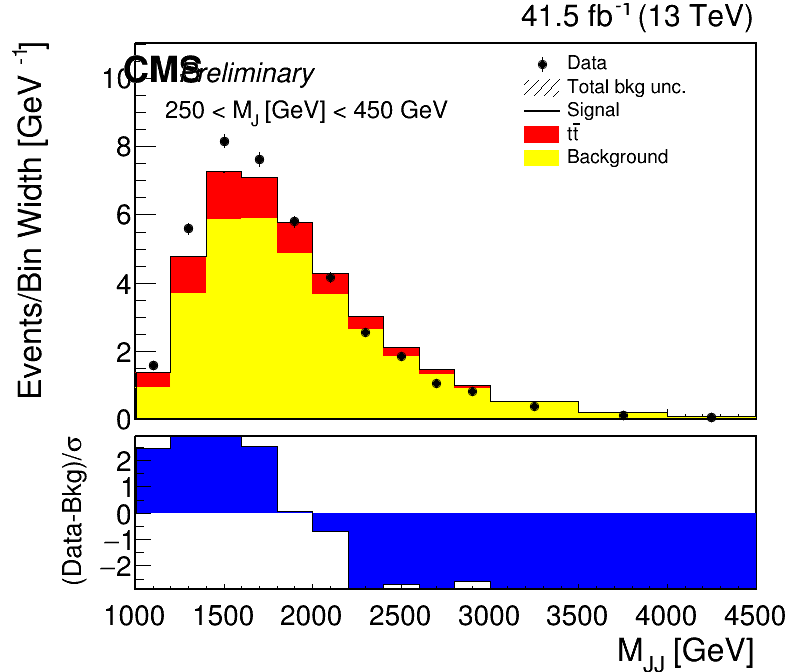 41.5 fb⁻¹ (13 TeV)
CMS Preliminary
250 < M_J [GeV] < 450 GeV
Data
Total bkg unc.
Signal
tt̄
Background
Events/Bin Width [GeV⁻¹]
10
8
6
4
2
0
(Data-Bkg)/σ
2
1
0
−1
−2
1000 1500 2000 2500 3000 3500 4000 4500
M_JJ [GeV]